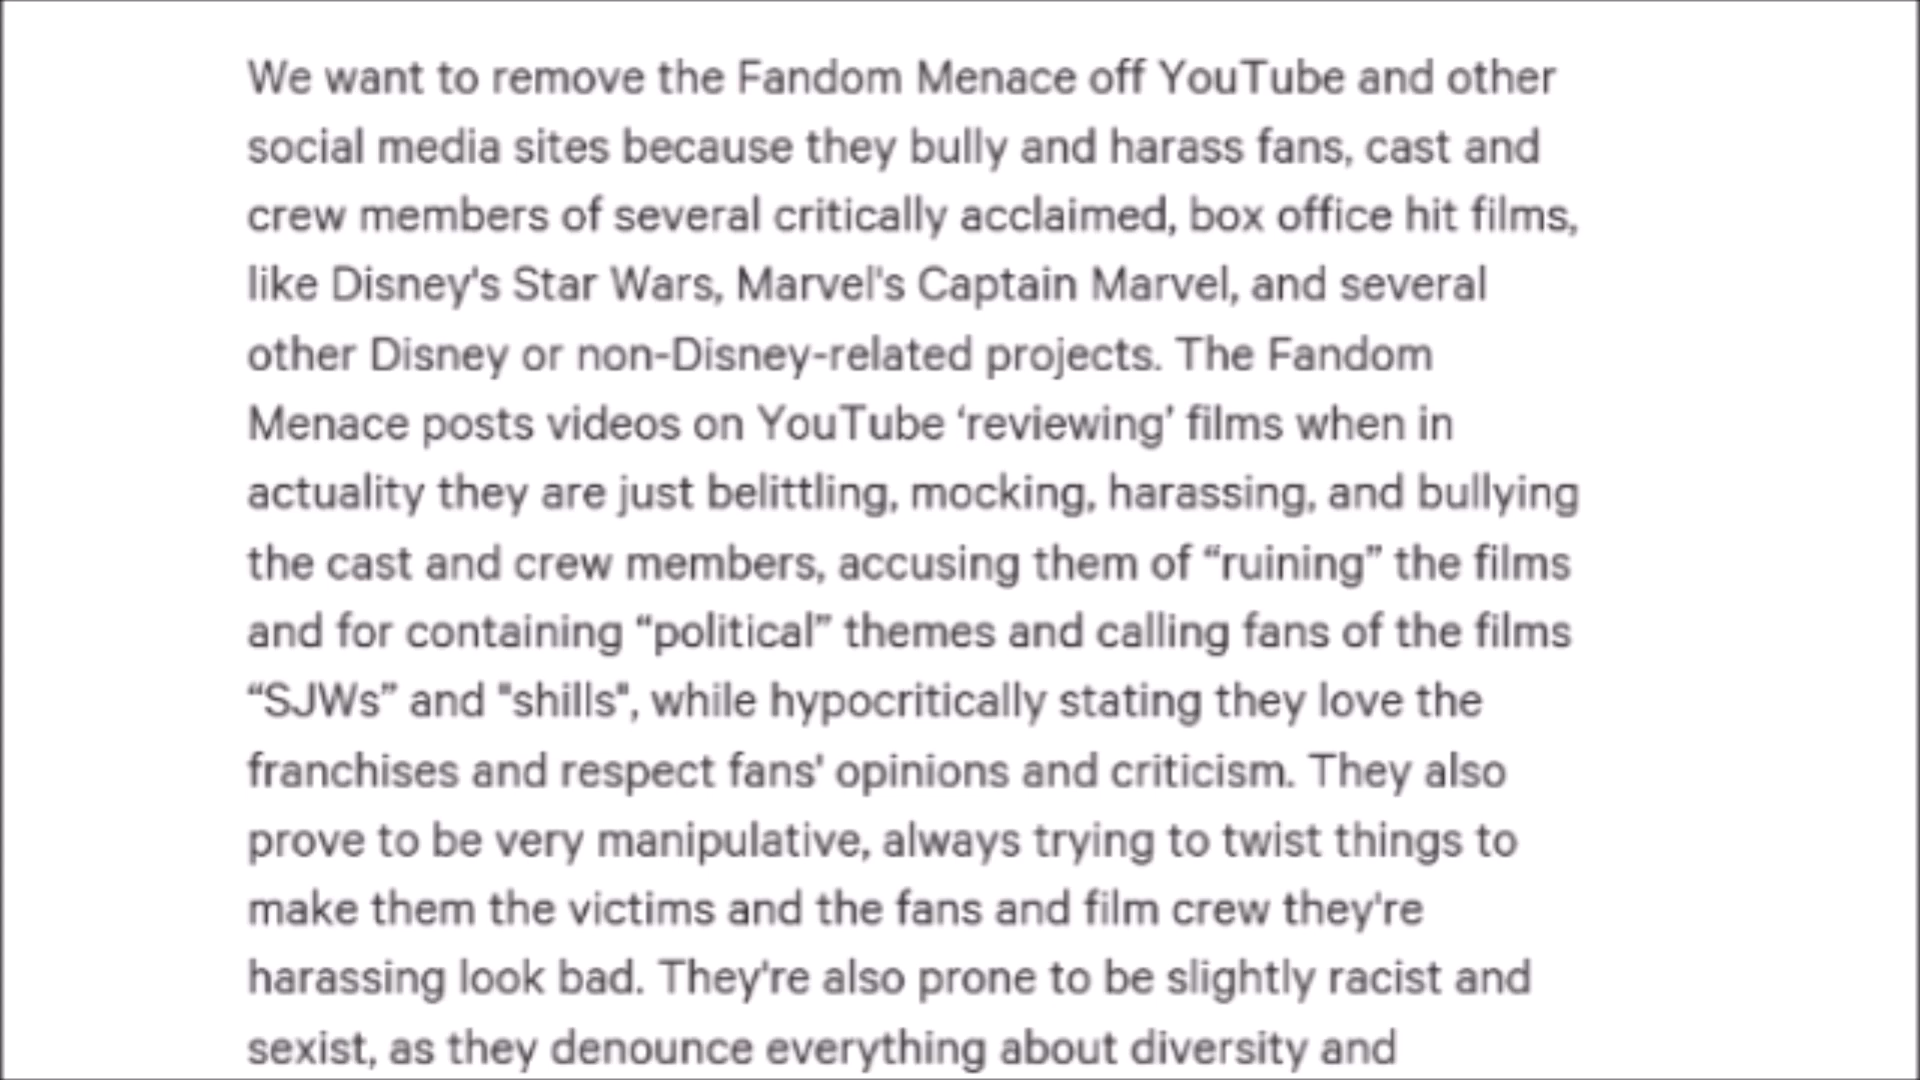 We want to remove the Fandom Menace off YouTube and other
social media sites because they bully and harass fans, cast and
crew members of several critically acclaimed, box office hit films,
like Disney's Star Wars, Marvel's Captain Marvel, and several
other Disney or non-Disney-related projects. The Fandom
Menace posts videos on YouTube ‘reviewing’ films when in
actuality they are just belittling, mocking, harassing, and bullying
the cast and crew members, accusing them of “ruining” the films
and for containing “political” themes and calling fans of the films
“SJWs” and "shills", while hypocritically stating they love the
franchises and respect fans' opinions and criticism. They also
prove to be very manipulative, always trying to twist things to
make them the victims and the fans and film crew they're
harassing look bad. They're also prone to be slightly racist and
sexist, as they denounce everything about diversity and